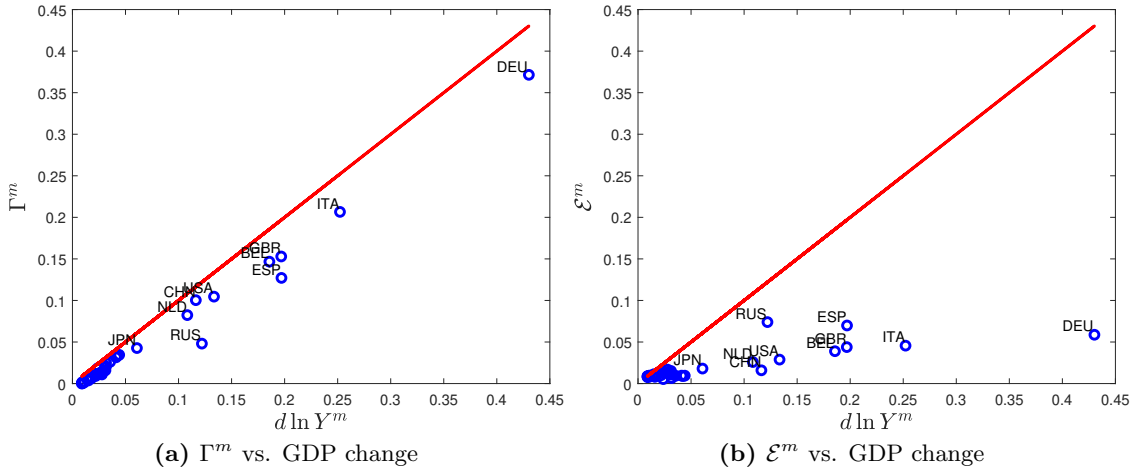 0.45
0.4
0.35
0.3
0.25
0.2
0.15
0.1
0.05
0
Γ^m
DEU
ITA
GBR
BEL
ESP
USA
CHN
NLD
RUS
JPN
0 0.05 0.1 0.15 0.2 0.25 0.3 0.35 0.4 0.45
d ln Y^m
(a) Γ^m vs. GDP change
0.45
0.4
0.35
0.3
0.25
0.2
0.15
0.1
0.05
0
ℰ^m
RUS
ESP
DEU
GBR
BEL
ITA
USA
NLD
CHN
JPN
0 0.05 0.1 0.15 0.2 0.25 0.3 0.35 0.4 0.45
d ln Y^m
(b) ℰ^m vs. GDP change